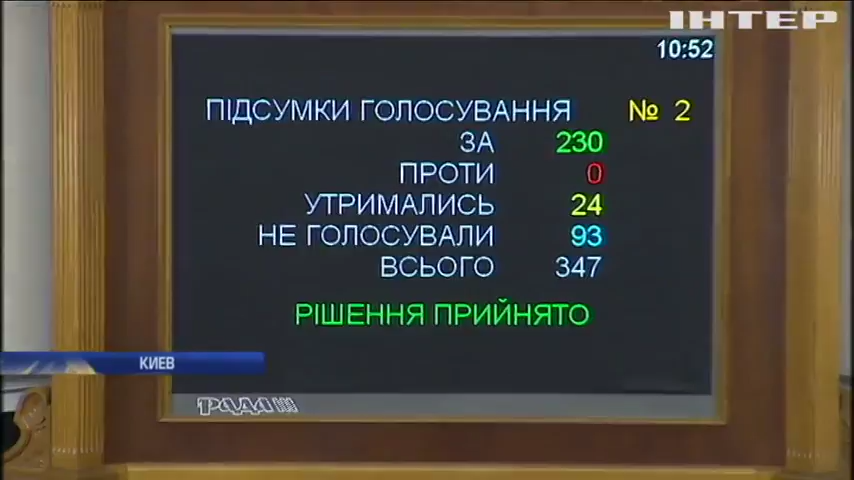 ІНТЕР
10:52
ПІДСУМКИ ГОЛОСУВАННЯ № 2
ЗА 230
ПРОТИ 0
УТРИМАЛИСЬ 24
НЕ ГОЛОСУВАЛИ 93
ВСЬОГО 347
РІШЕННЯ ПРИЙНЯТО
КИЕВ
РАДА